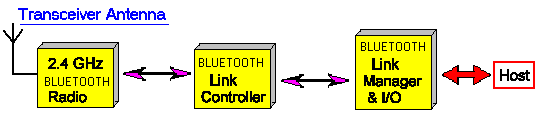 Transceiver Antenna
2.4 GHz
BLUETOOTH
Radio
BLUETOOTH
Link
Controller
BLUETOOTH
Link
Manager
& I/O
Host